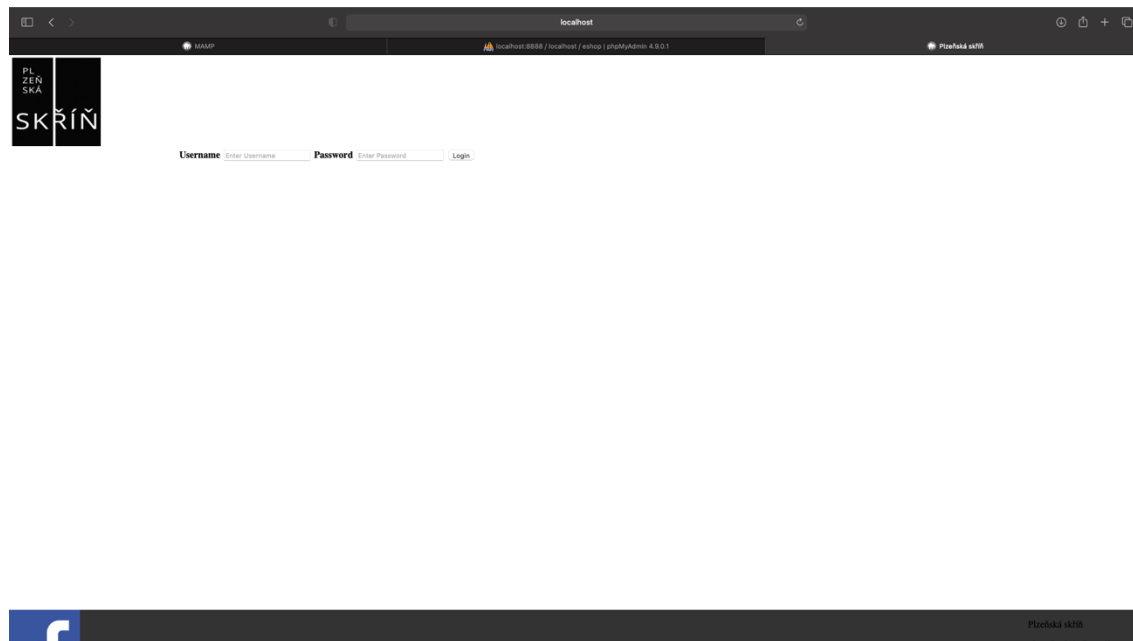 localhost
MAMP
localhost:8888 / localhost / eshop | phpMyAdmin 4.9.0.1
Plzeňská skříň
PL
ZEŇ
SKÁ
SKŘÍŇ
Username Enter Username Password Enter Password Login
Plzeňská skříň